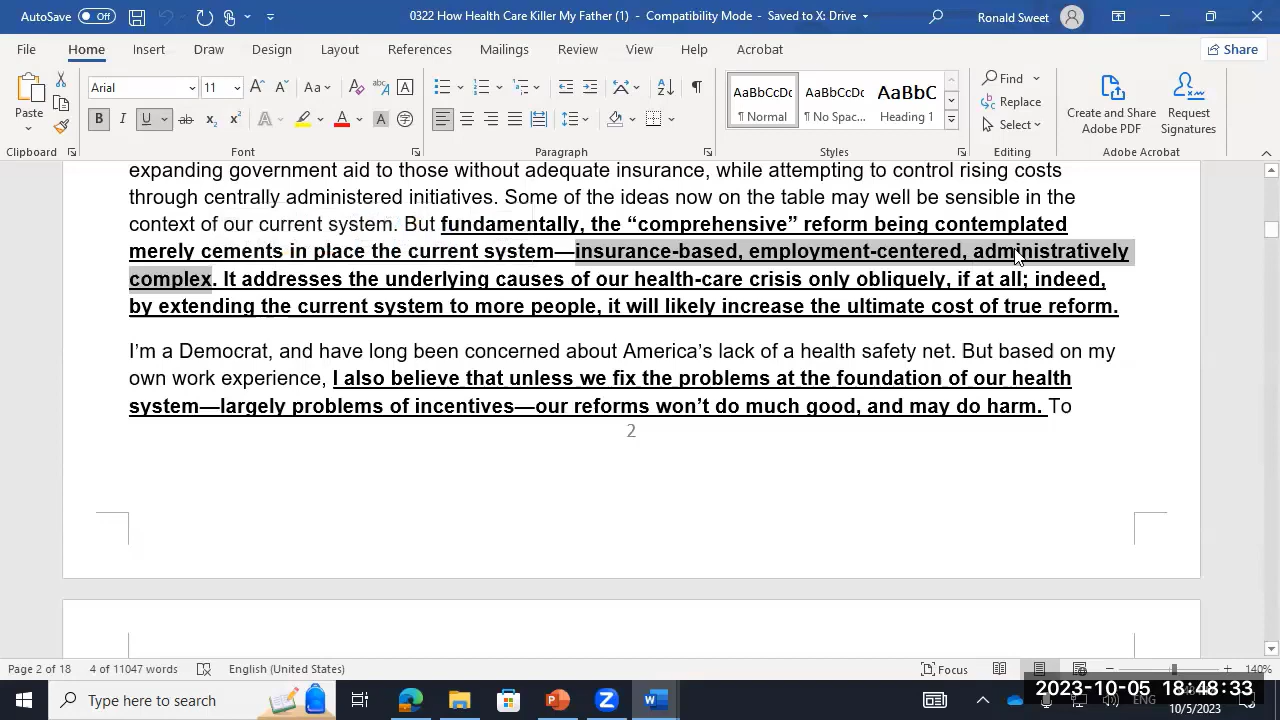 AutoSave Off
0322 How Health Care Killer My Father (1) - Compatibility Mode - Saved to X: Drive
Ronald Sweet
File Home Insert Draw Design Layout References Mailings Review View Help Acrobat Share
Paste
Arial 11
B I U ab x₂ x²
AaBbCcDc AaBbCcDc AaBbC
¶ Normal ¶ No Spac... Heading 1
Find
Replace
Select
Create and Share Adobe PDF
Request Signatures
Clipboard Font Paragraph Styles Editing Adobe Acrobat
expanding government aid to those without adequate insurance, while attempting to control rising costs
through centrally administered initiatives. Some of the ideas now on the table may well be sensible in the
context of our current system. But fundamentally, the “comprehensive” reform being contemplated
merely cements in place the current system—insurance-based, employment-centered, administratively
complex. It addresses the underlying causes of our health-care crisis only obliquely, if at all; indeed,
by extending the current system to more people, it will likely increase the ultimate cost of true reform.
I’m a Democrat, and have long been concerned about America’s lack of a health safety net. But based on my
own work experience, I also believe that unless we fix the problems at the foundation of our health
system—largely problems of incentives—our reforms won’t do much good, and may do harm. To
2
Page 2 of 18 4 of 11047 words English (United States) Focus 140%
Type here to search
2023-10-05 18:48:33
ENG
10/5/2023